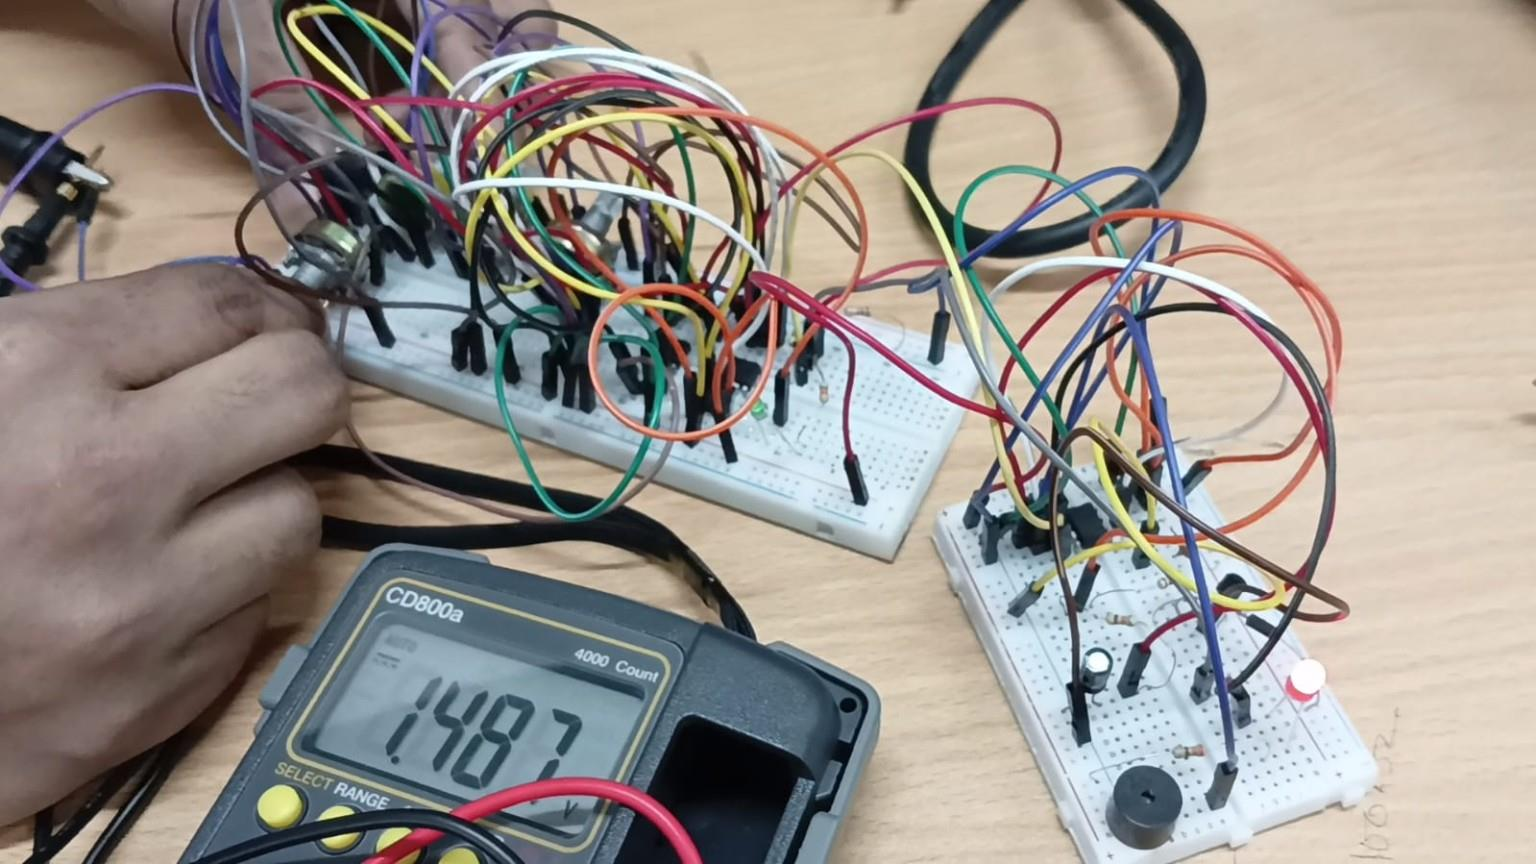 CD800a
4000 Count
AUTO
1.487
V
SELECT RANGE